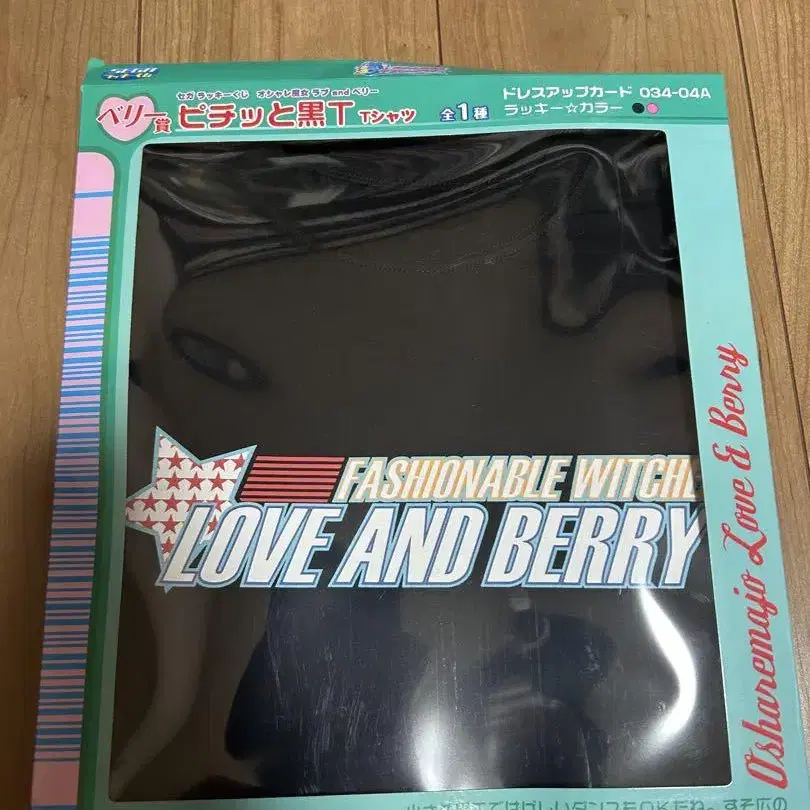 セガ ラッキーくじ オシャレ魔女 ラブ and ベリー
ベリー賞 ピチッと黒T Tシャツ 全1種
ドレスアップカード 034-04A
ラッキー☆カラー
FASHIONABLE WITCHE
LOVE AND BERRY
Osharemajo Love & Berry